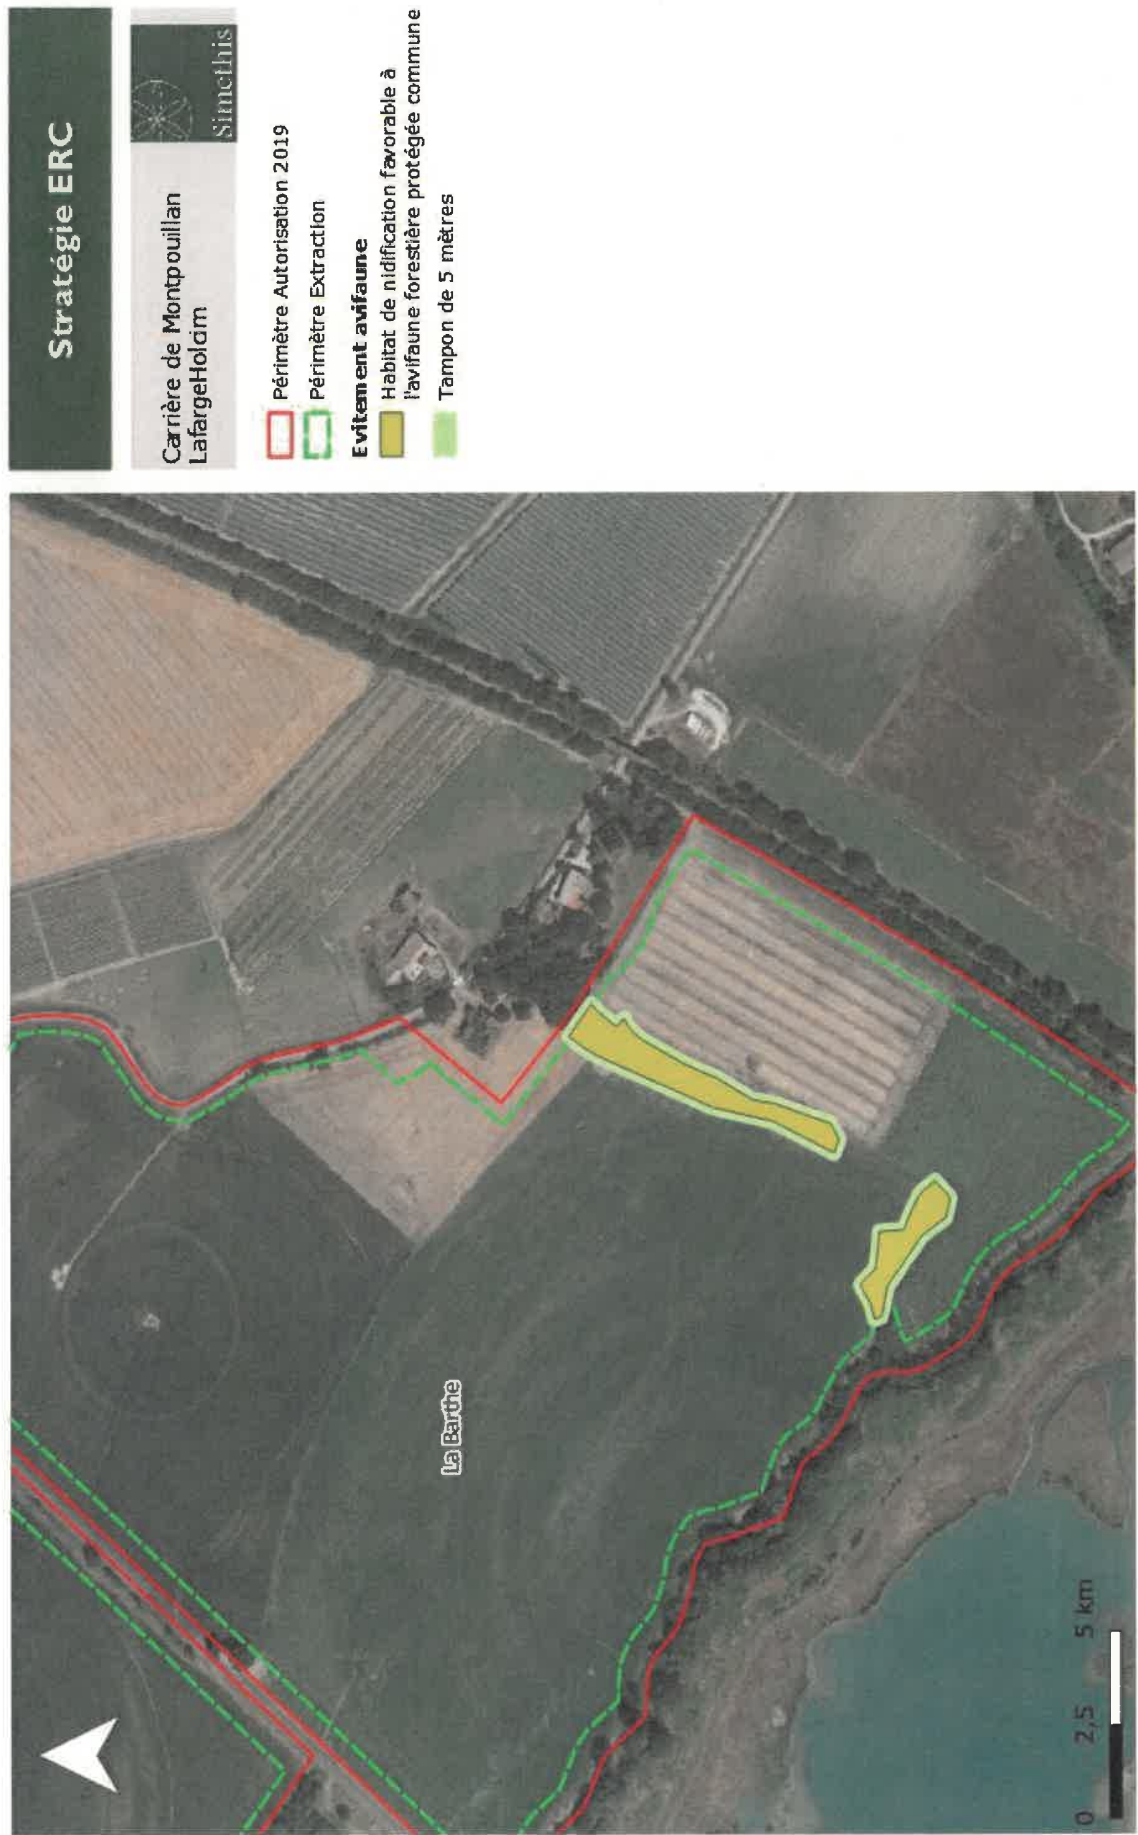 Stratégie ERC
Carrière de Montpouillan
LafargeHolcim
Simethis
Périmètre Autorisation 2019
Périmètre Extraction
Evitement avifaune
Habitat de nidification favorable à
l'avifaune forestière protégée commune
Tampon de 5 mètres
La Barthe
0 2,5 5 km